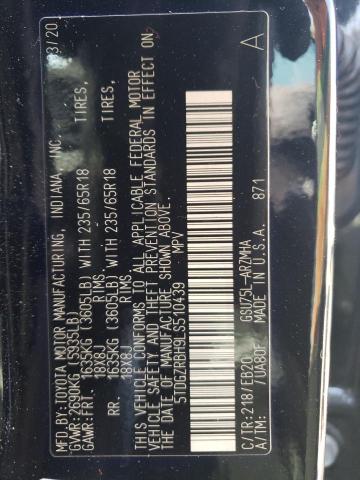 MFD BY: TOYOTA MOTOR MANUFACTURING, INDIANA, INC. 3/20
GVWR:2690KG (5935LB)
GAWR:FRT. 1635KG (3605LB) WITH 235/65R18 TIRES,
18X8J RIMS,
RR. 1635KG (3605LB) WITH 235/65R18 TIRES,
18X8J RIMS,
THIS VEHICLE CONFORMS TO ALL APPLICABLE FEDERAL MOTOR
VEHICLE SAFETY AND THEFT PREVENTION STANDARDS IN EFFECT ON
THE DATE OF MANUFACTURE SHOWN ABOVE.
5TDGZRBH9LS510439 MPV
C/TR:218/EB20 GSU75L-ARZMHA
A/TM: /UA80F MADE IN U.S.A. 871
A